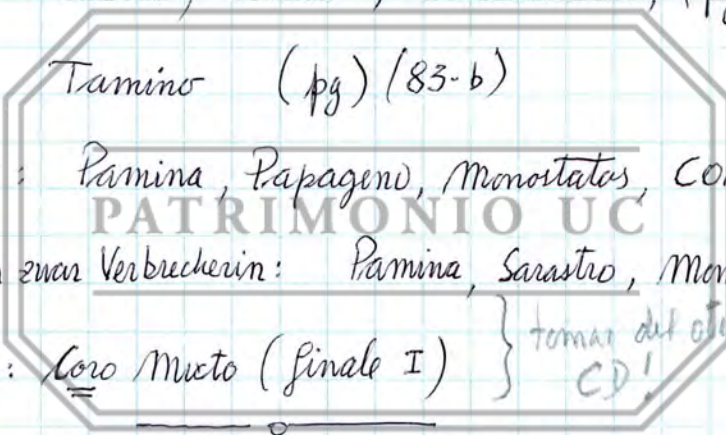 Tamino (pg) (83-b)
: Pamina, Papageno, Monostatos, CO
PATRIMONIO UC
zwar Verbrecherin: Pamina, Sarastro, Mon
: Coro Mixto (finale I) } tomar del ot
CD!